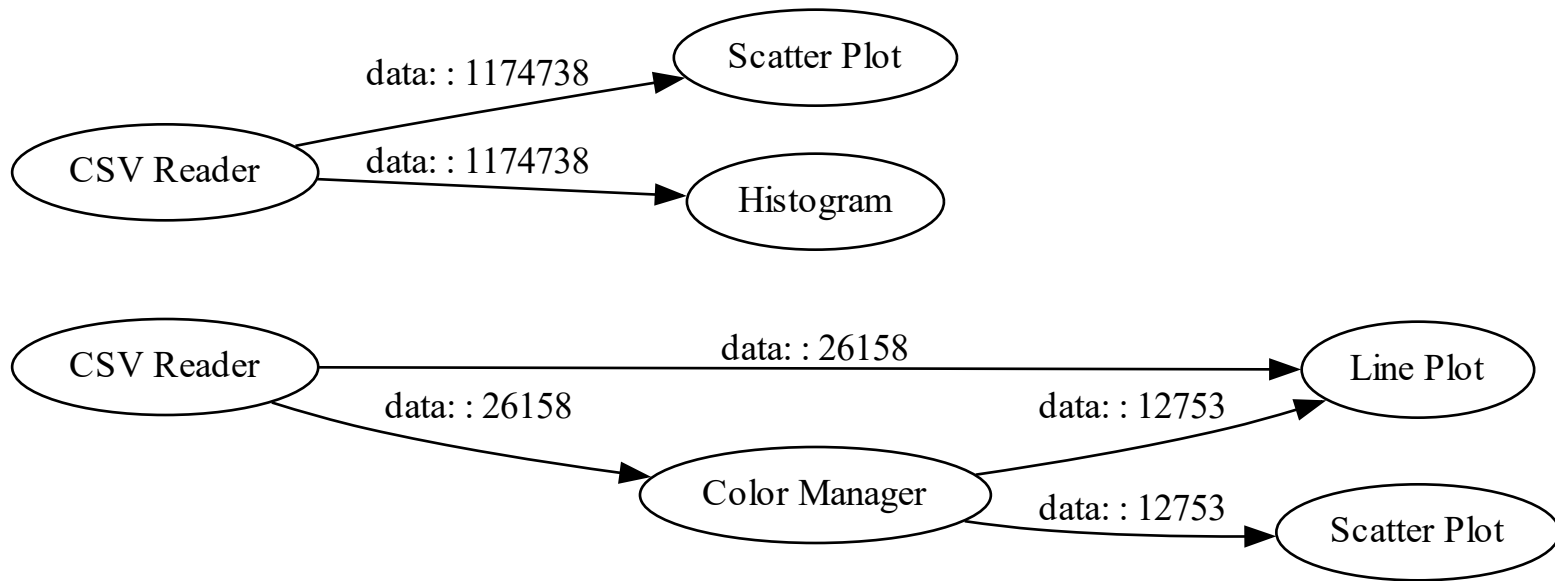 Scatter Plot
data: : 1174738
CSV Reader
data: : 1174738
Histogram
CSV Reader
data: : 26158
Line Plot
data: : 26158
data: : 12753
Color Manager
data: : 12753
Scatter Plot